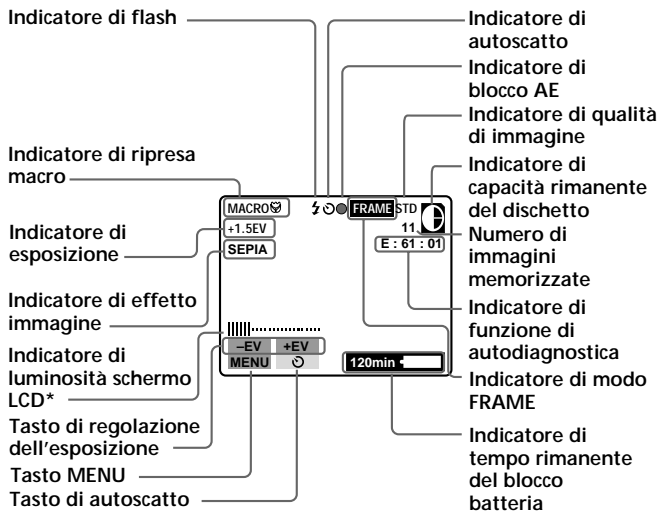 Indicatore di flash
Indicatore di ripresa
macro
Indicatore di
esposizione
Indicatore di effetto
immagine
Indicatore di
luminosità schermo
LCD*
Tasto di regolazione
dell'esposizione
Tasto MENU
Tasto di autoscatto
MACRO
FRAME
STD
+1.5EV
11
SEPIA
E : 61 : 01
–EV
+EV
MENU
120min
Indicatore di
autoscatto
Indicatore di
blocco AE
Indicatore di qualità
di immagine
Indicatore di
capacità rimanente
del dischetto
Numero di
immagini
memorizzate
Indicatore di
funzione di
autodiagnostica
Indicatore di modo
FRAME
Indicatore di
tempo rimanente
del blocco
batteria